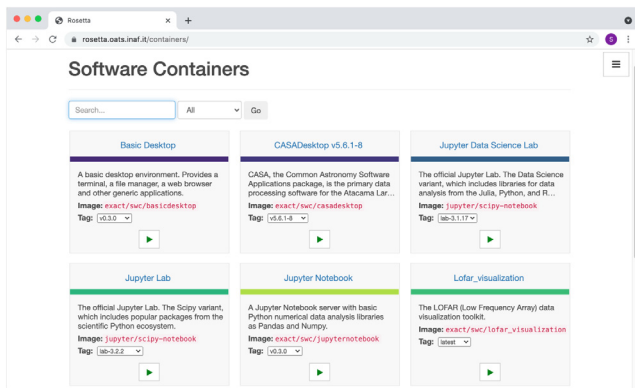 Rosetta
rosetta.oats.inaf.it/containers/
S
Software Containers
Search...
All
Go
Basic Desktop
A basic desktop environment. Provides a
terminal, a file manager, a web browser
and other generic applications.
Image: exact/swc/basicdesktop
Tag: v0.3.0
CASADesktop v5.6.1-8
CASA, the Common Astronomy Software
Applications package, is the primary data
processing software for the Atacama Lar...
Image: exact/swc/casadesktop
Tag: v5.6.1-8
Jupyter Data Science Lab
The official Jupyter Lab. The Data Science
variant, which includes libraries for data
analysis from the Julia, Python, and R...
Image: jupyter/scipy-notebook
Tag: lab-3.1.17
Jupyter Lab
The official Jupyter Lab. The Scipy variant,
which includes popular packages from the
scientific Python ecosystem.
Image: jupyter/scipy-notebook
Tag: lab-3.2.2
Jupyter Notebook
A Jupyter Notebook server with basic
Python numerical data analysis libraries
as Pandas and Numpy.
Image: exact/swc/jupyternotebook
Tag: v0.3.0
Lofar_visualization
The LOFAR (Low Frequency Array) data
visualization toolkit.
Image: exact/swc/lofar_visualization
Tag: latest